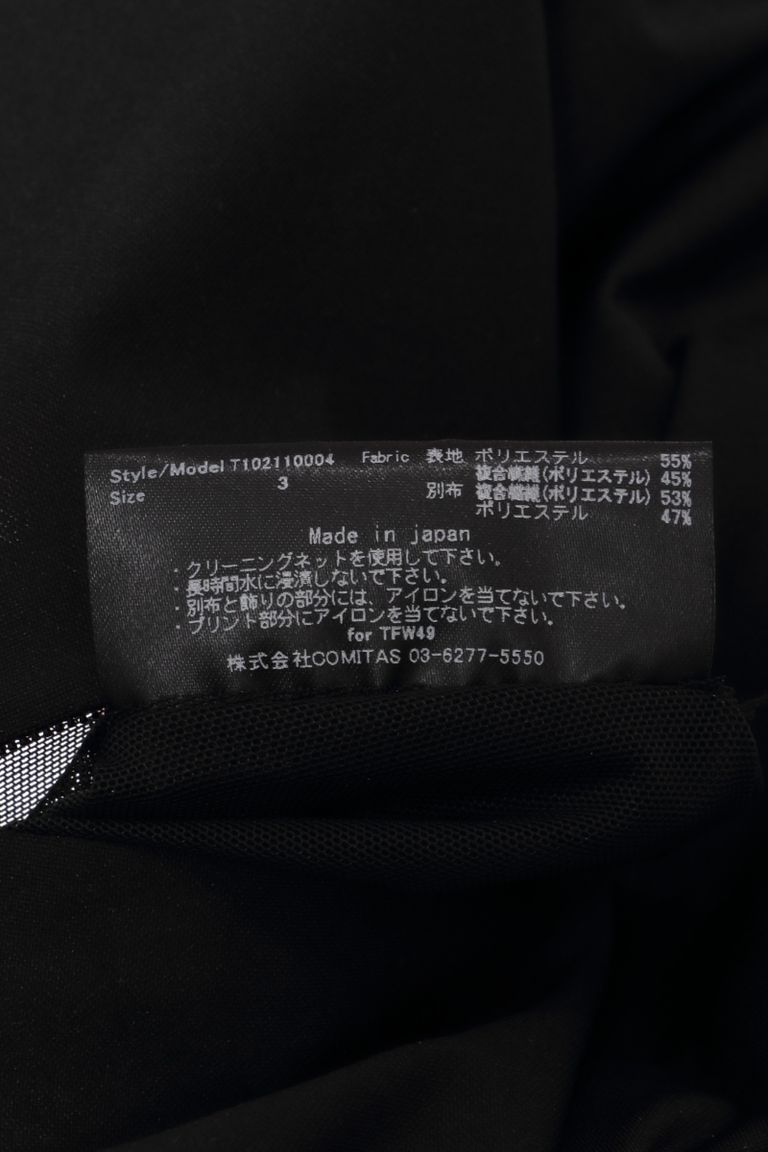 Style/Model T102110004 Fabric 表地 ポリエステル 55%
複合繊維(ポリエステル) 45%
Size 3 別布 複合繊維(ポリエステル) 53%
ポリエステル 47%
Made in japan
・クリーニングネットを使用して下さい。
・長時間水に浸漬しないで下さい。
・別布と飾りの部分には、アイロンを当てないで下さい。
・プリント部分にアイロンを当てないで下さい。
for TFW49
株式会社COMITAS 03-6277-5550